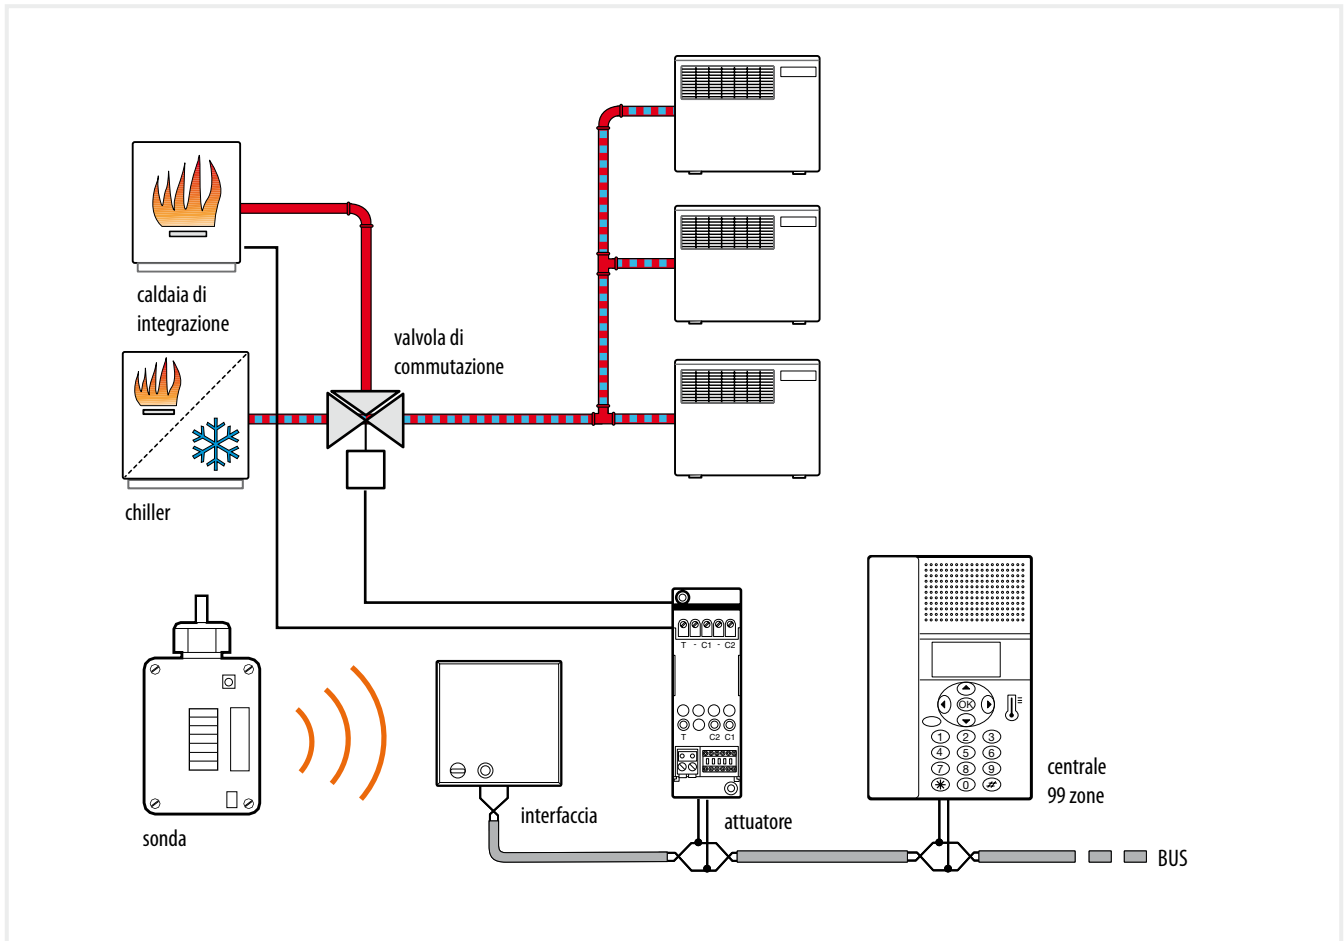 caldaia di
integrazione
valvola di
commutazione
chiller
T - C1 - C2
T C2 C1
OK
1 2 3
4 5 6
7 8 9
* 0 #
centrale
99 zone
interfaccia
attuatore
sonda
BUS